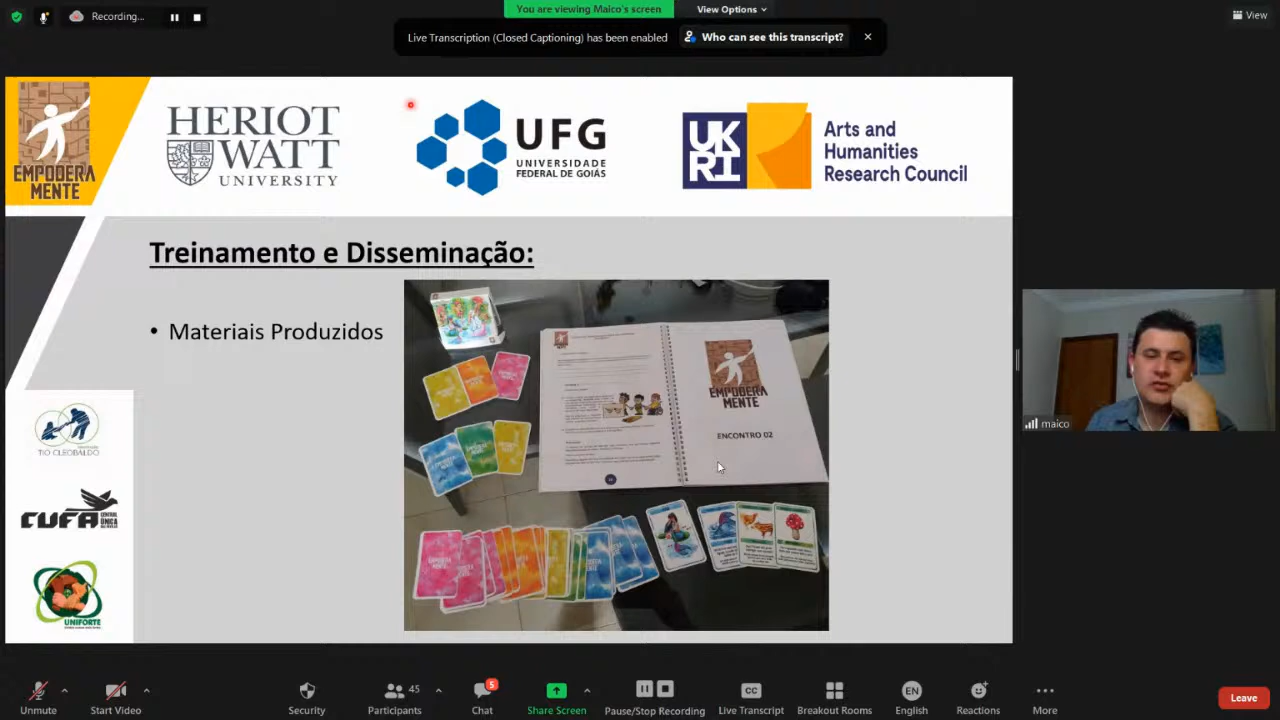 Recording...
You are viewing Maico's screen
View Options
View
Live Transcription (Closed Captioning) has been enabled
Who can see this transcript?
EMPODERA
MENTE
HERIOT
WATT
UNIVERSITY
UFG
UNIVERSIDADE
FEDERAL DE GOIÁS
UK
RI
Arts and
Humanities
Research Council
Treinamento e Disseminação:
• Materiais Produzidos
EMPODERA
MENTE
ENCONTRO 02
TIO CLEOBALDO
CUFA
CENTRAL
ÚNICA
UNIFORTE
maico
Unmute
Start Video
Security
Participants
45
Chat
5
Share Screen
Pause/Stop Recording
CC
Live Transcript
Breakout Rooms
EN
English
Reactions
More
Leave